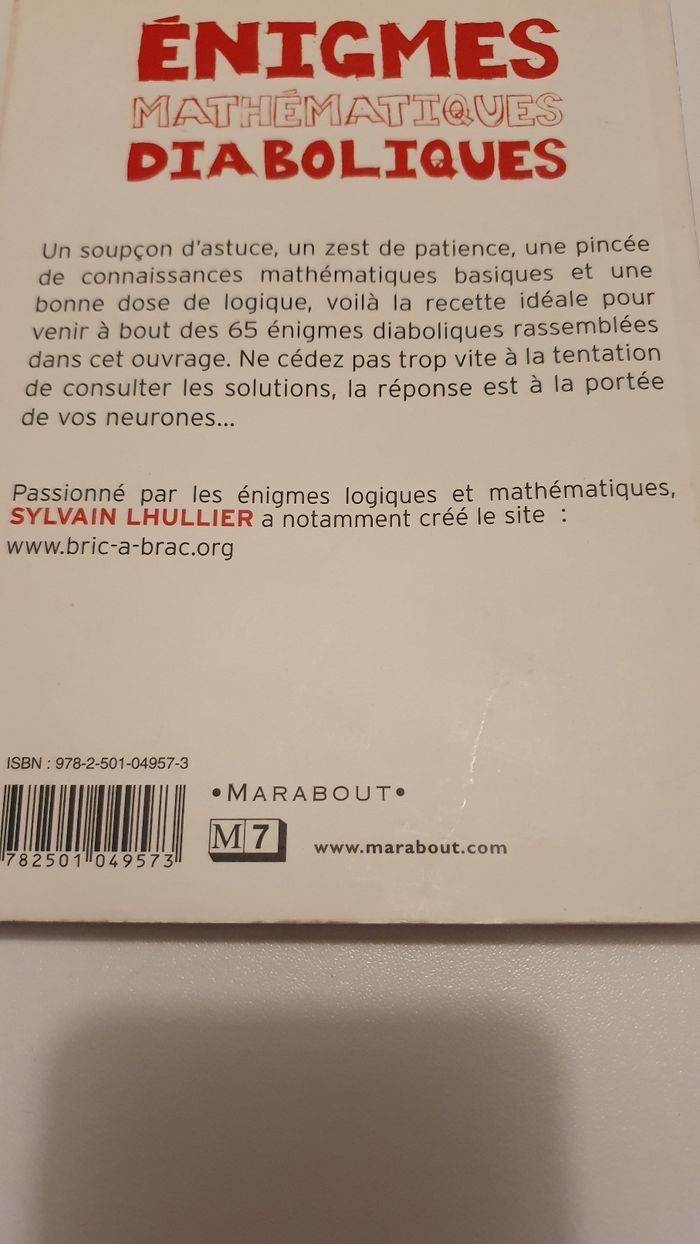 ÉNIGMES
MATHÉMATIQUES
DIABOLIQUES
Un soupçon d'astuce, un zest de patience, une pincée
de connaissances mathématiques basiques et une
bonne dose de logique, voilà la recette idéale pour
venir à bout des 65 énigmes diaboliques rassemblées
dans cet ouvrage. Ne cédez pas trop vite à la tentation
de consulter les solutions, la réponse est à la portée
de vos neurones...
Passionné par les énigmes logiques et mathématiques,
SYLVAIN LHULLIER a notamment créé le site :
www.bric-a-brac.org
ISBN : 978-2-501-04957-3
•MARABOUT•
M 7
www.marabout.com
782501 049573